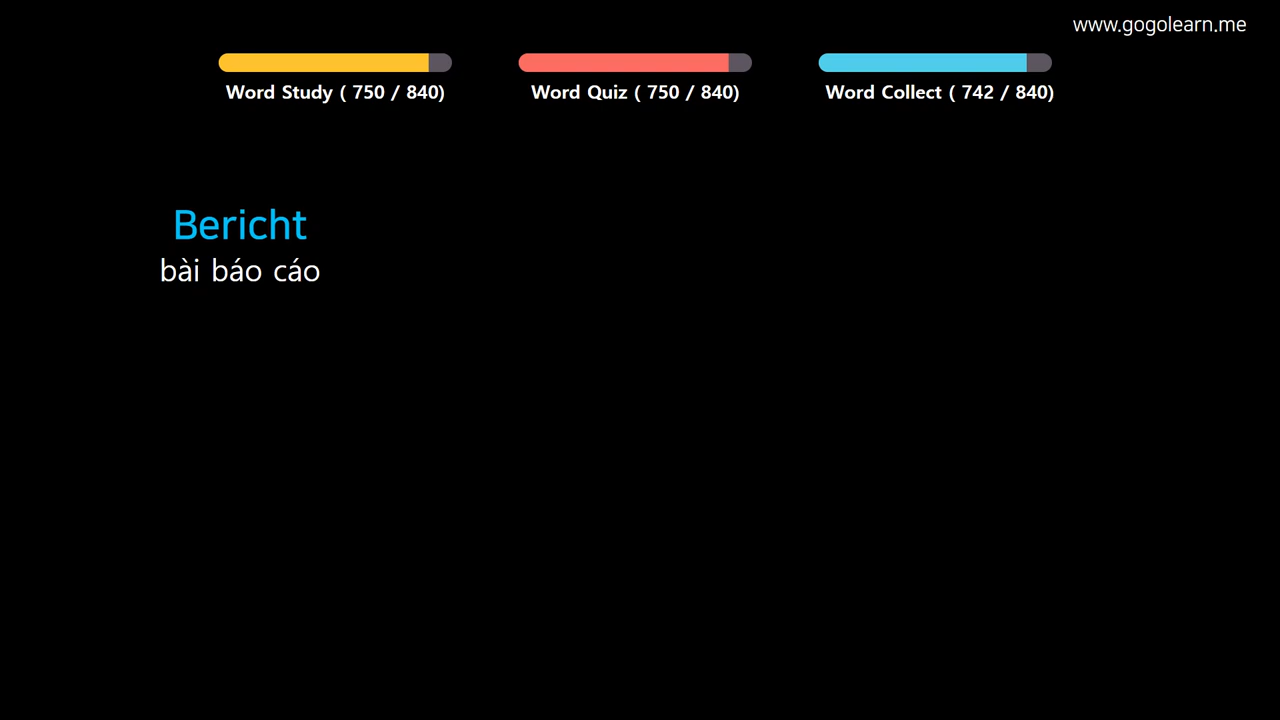 www.gogolearn.me
Word Study ( 750 / 840)
Word Quiz ( 750 / 840)
Word Collect ( 742 / 840)
Bericht
bài báo cáo